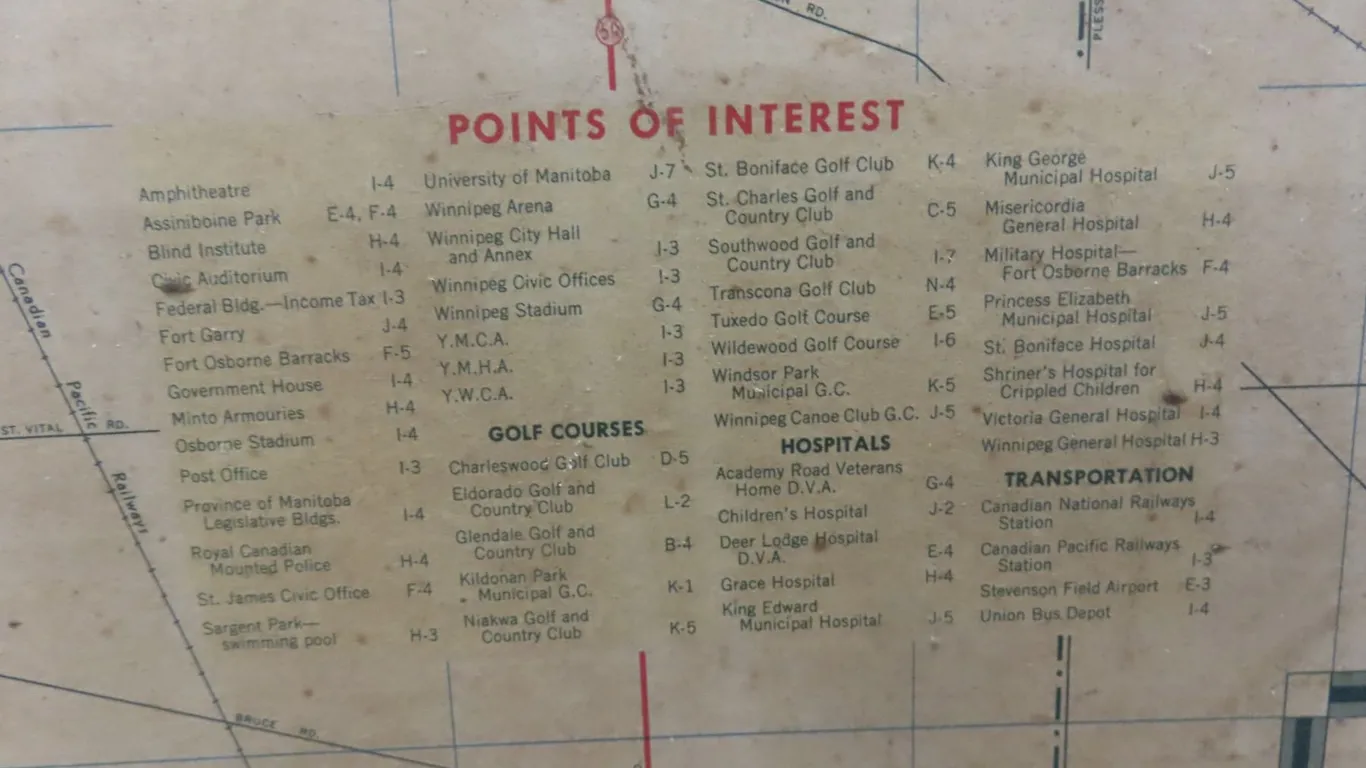 RD.
PLESS
56
POINTS OF INTEREST
Amphitheatre I-4
Assiniboine Park E-4, F-4
Blind Institute H-4
Civic Auditorium I-4
Federal Bldg.—Income Tax I-3
Fort Garry J-4
Fort Osborne Barracks F-5
Government House I-4
Minto Armouries H-4
Osborne Stadium I-4
Post Office I-3
Province of Manitoba
Legislative Bldgs. I-4
Royal Canadian
Mounted Police H-4
St. James Civic Office F-4
Sargent Park—
swimming pool H-3
University of Manitoba J-7
Winnipeg Arena G-4
Winnipeg City Hall
and Annex I-3
Winnipeg Civic Offices I-3
Winnipeg Stadium G-4
Y.M.C.A. I-3
Y.M.H.A. I-3
Y.W.C.A. I-3
GOLF COURSES
Charleswood Golf Club D-5
Eldorado Golf and
Country Club L-2
Glendale Golf and
Country Club B-4
Kildonan Park
Municipal G.C. K-1
Niakwa Golf and
Country Club K-5
St. Boniface Golf Club K-4
St. Charles Golf and
Country Club C-5
Southwood Golf and
Country Club I-7
Transcona Golf Club N-4
Tuxedo Golf Course E-5
Wildewood Golf Course I-6
Windsor Park
Municipal G.C. K-5
Winnipeg Canoe Club G.C. J-5
HOSPITALS
Academy Road Veterans
Home D.V.A. G-4
Children's Hospital J-2
Deer Lodge Hospital
D.V.A. E-4
Grace Hospital H-4
King Edward
Municipal Hospital J-5
King George
Municipal Hospital J-5
Misericordia
General Hospital H-4
Military Hospital—
Fort Osborne Barracks F-4
Princess Elizabeth
Municipal Hospital J-5
St. Boniface Hospital J-4
Shriner's Hospital for
Crippled Children H-4
Victoria General Hospital I-4
Winnipeg General Hospital H-3
TRANSPORTATION
Canadian National Railways
Station I-4
Canadian Pacific Railways
Station I-3
Stevenson Field Airport E-3
Union Bus Depot I-4
Canadian Pacific Railways
ST. VITAL RD.
BRUCE RD.